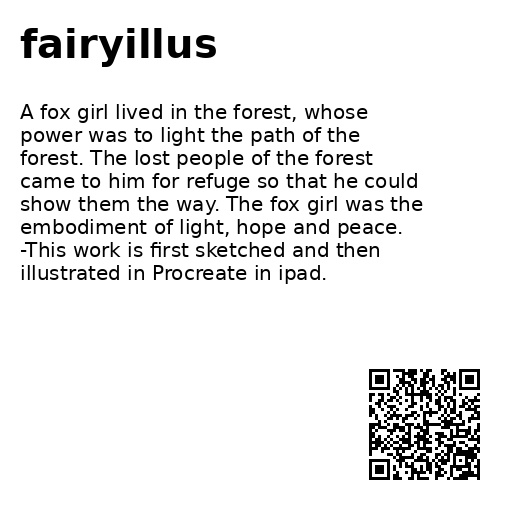 fairyillus
A fox girl lived in the forest, whose
power was to light the path of the
forest. The lost people of the forest
came to him for refuge so that he could
show them the way. The fox girl was the
embodiment of light, hope and peace.
-This work is first sketched and then
illustrated in Procreate in ipad.